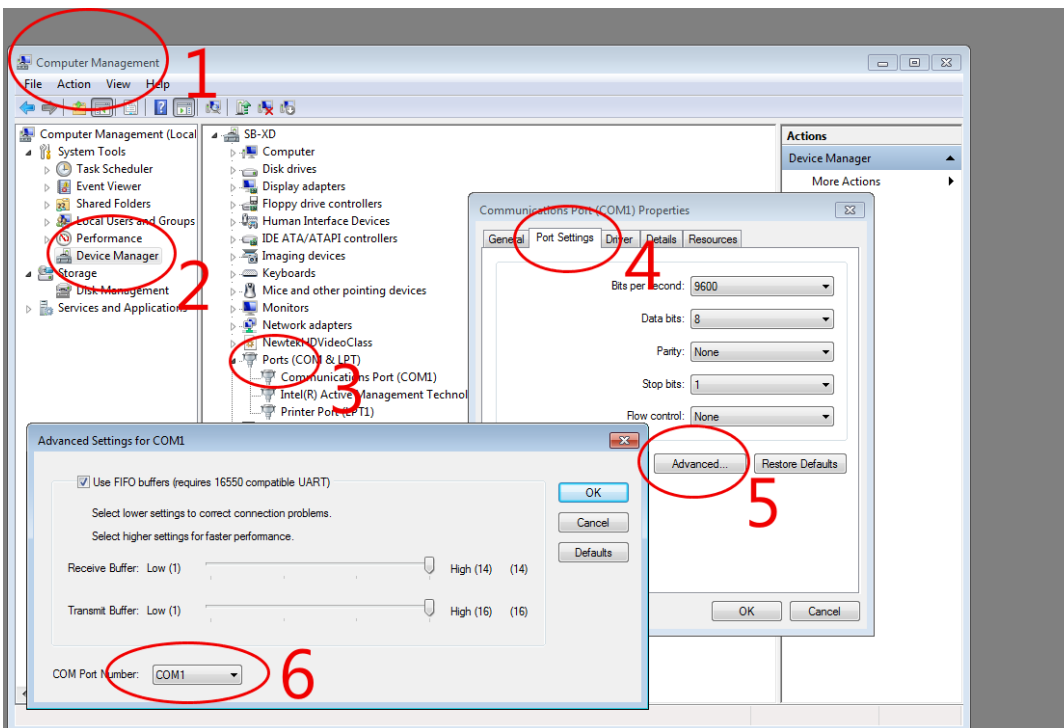 Computer Management
1
File Action View Help
Computer Management (Local
System Tools
Task Scheduler
Event Viewer
Shared Folders
Local Users and Groups
Performance
Device Manager
2
Storage
Disk Management
Services and Applications
SB-XD
Computer
Disk drives
Display adapters
Floppy drive controllers
Human Interface Devices
IDE ATA/ATAPI controllers
Imaging devices
Keyboards
Mice and other pointing devices
Monitors
Network adapters
NewtekHDVideoClass
Ports (COM & LPT)
3
Communications Port (COM1)
Intel(R) Active Management Technol
Printer Port (LPT1)
Actions
Device Manager
More Actions
Communications Port (COM1) Properties
General Port Settings Driver Details Resources
4
Bits per second: 9600
Data bits: 8
Parity: None
Stop bits: 1
Flow control: None
Advanced... Restore Defaults
5
OK Cancel
Advanced Settings for COM1
Use FIFO buffers (requires 16550 compatible UART)
Select lower settings to correct connection problems.
Select higher settings for faster performance.
Receive Buffer: Low (1) High (14) (14)
Transmit Buffer: Low (1) High (16) (16)
COM Port Number: COM1
6
OK
Cancel
Defaults